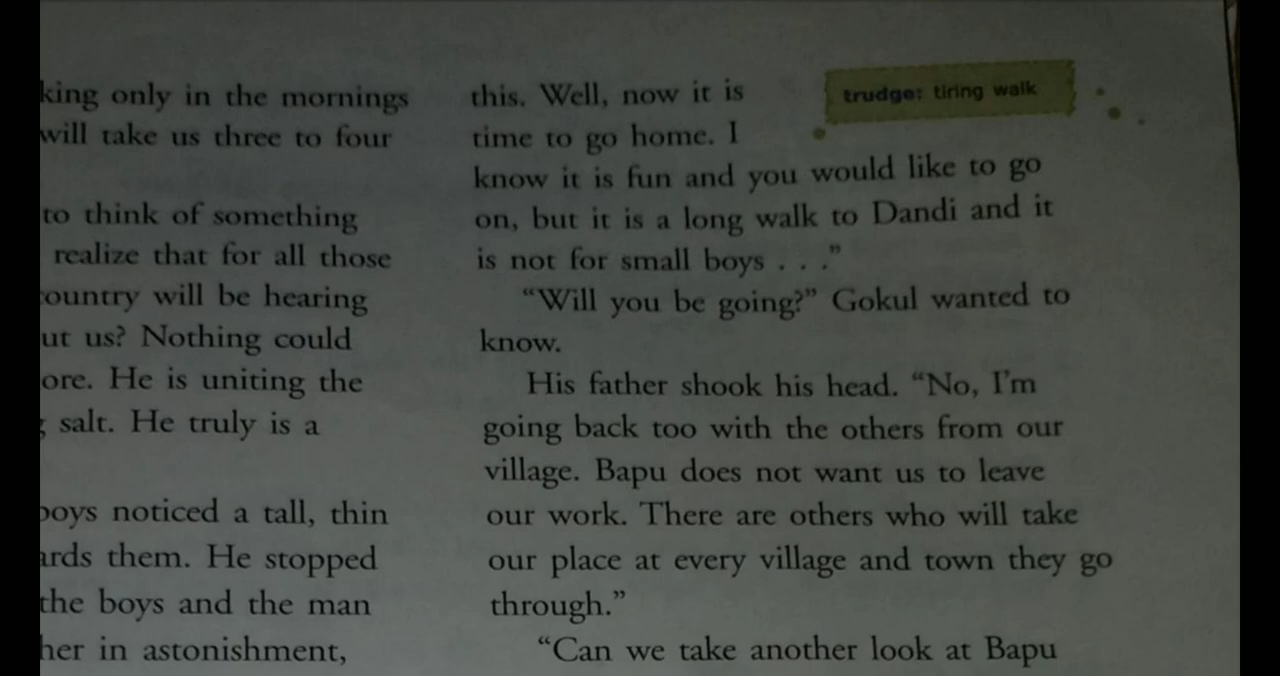 only in the mornings
will take us three to four
to think of something
realize that for all those
will be hearing
us? Nothing could
He is uniting the
salt. He truly is a
noticed a tall, thin
them. He stopped
the boys and the man
in astonishment,
trudge: tiring walk
this. Well, now it is
time to go home. I
know it is fun and you would like to go
on, but it is a long walk to Dandi and it
is not for small boys . . .”
“Will you be going?” Gokul wanted to
know.
His father shook his head. “No, I’m
going back too with the others from our
village. Bapu does not want us to leave
our work. There are others who will take
our place at every village and town they go
through.”
“Can we take another look at Bapu